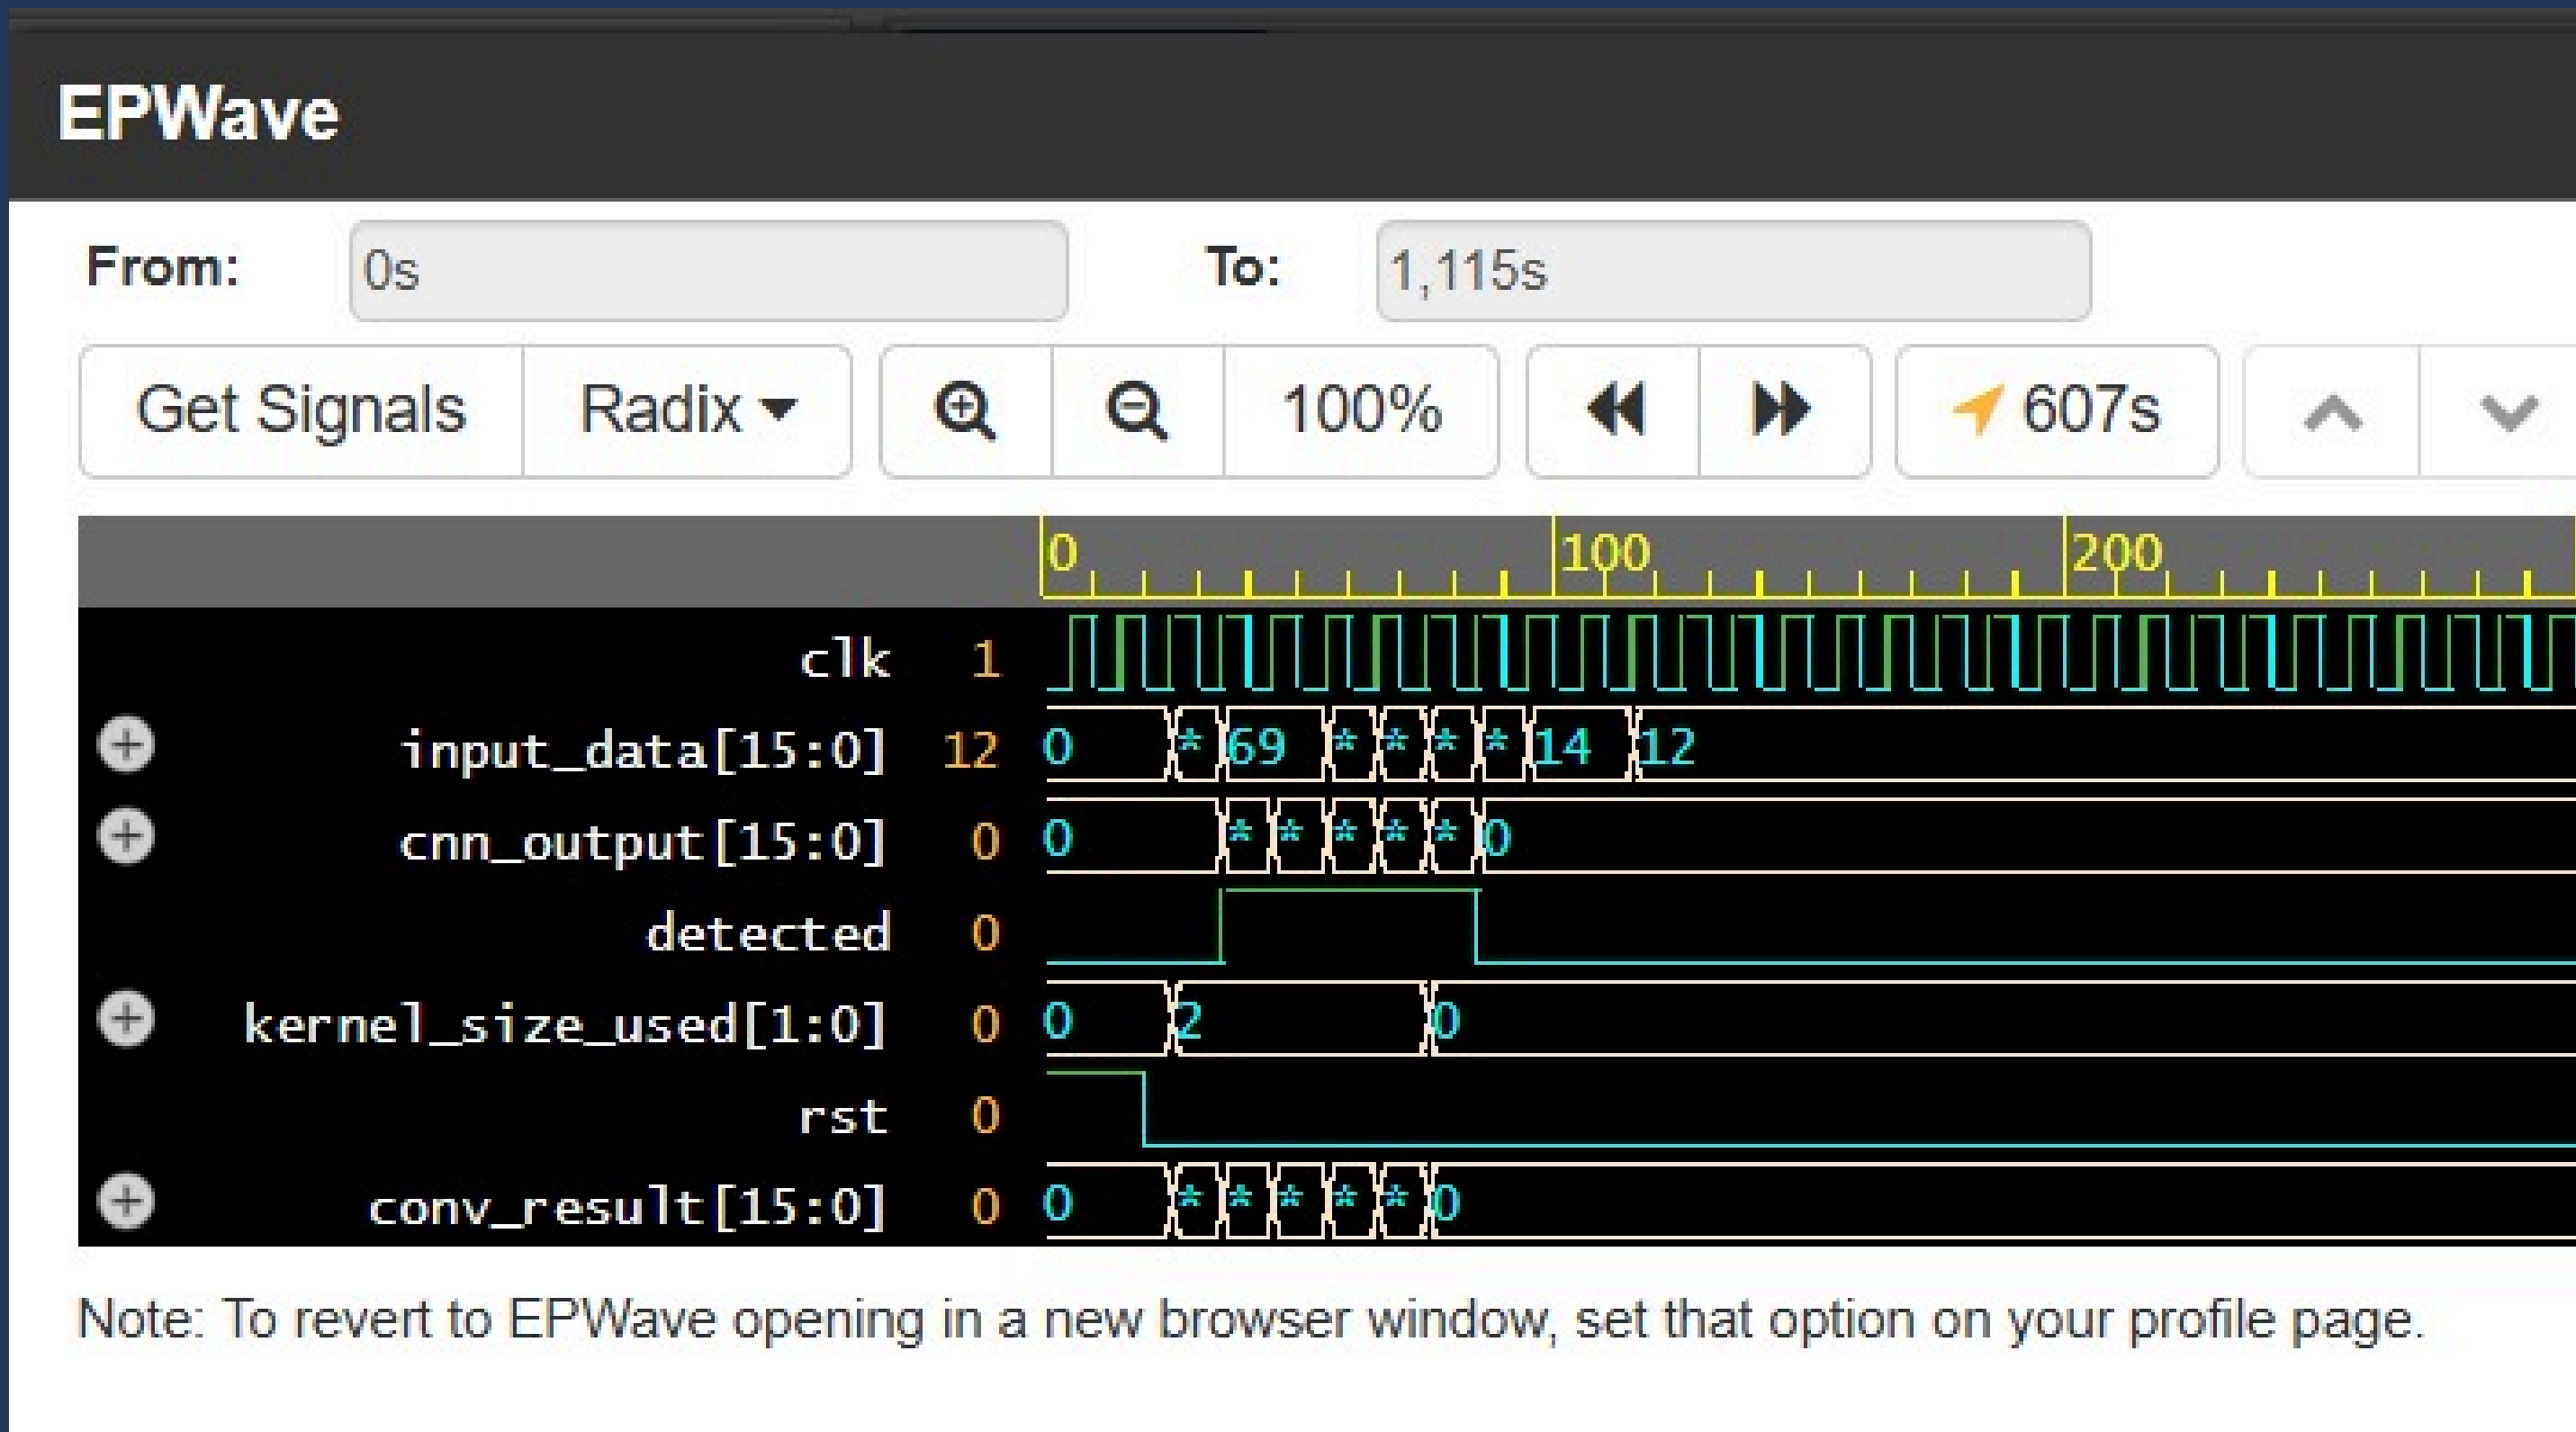 EPWave
From: 0s To: 1,115s
Get Signals Radix 100% 607s
0 100 200
clk 1
input_data[15:0] 12 0 * 69 * * * * 14 12
cnn_output[15:0] 0 0 * * * * * 0
detected 0
kernel_size_used[1:0] 0 0 2 0
rst 0
conv_result[15:0] 0 0 * * * * * 0
Note: To revert to EPWave opening in a new browser window, set that option on your profile page.